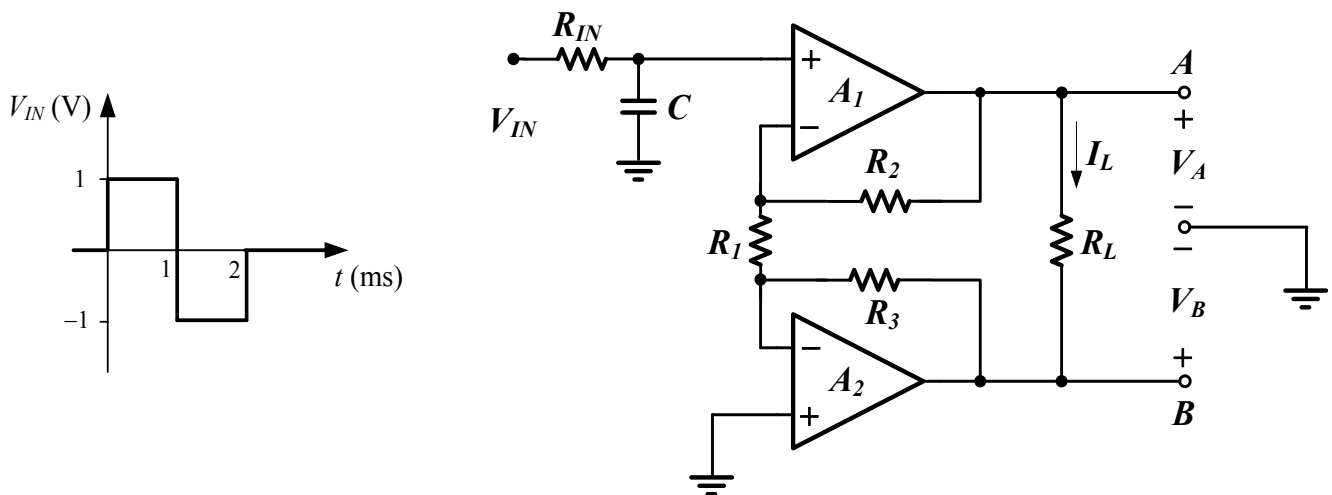 V_IN (V)
1
1
2
t (ms)
−1
R_IN
V_IN
C
+
A_1
−
R_2
R_1
R_3
−
A_2
+
I_L
R_L
A
+
V_A
−
−
V_B
+
B